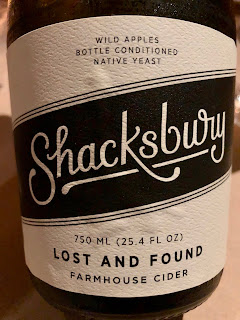 WILD APPLES
BOTTLE CONDITIONED
NATIVE YEAST
Shacksbury
750 ML (25.4 FL OZ)
LOST AND FOUND
FARMHOUSE CIDER